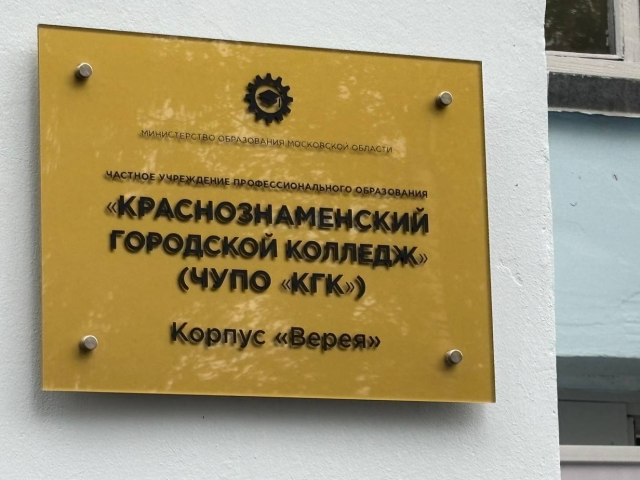 МИНИСТЕРСТВО ОБРАЗОВАНИЯ МОСКОВСКОЙ ОБЛАСТИ
ЧАСТНОЕ УЧРЕЖДЕНИЕ ПРОФЕССИОНАЛЬНОГО ОБРАЗОВАНИЯ
«КРАСНОЗНАМЕНСКИЙ
ГОРОДСКОЙ КОЛЛЕДЖ»
(ЧУПО «КГК»)
Корпус «Верея»